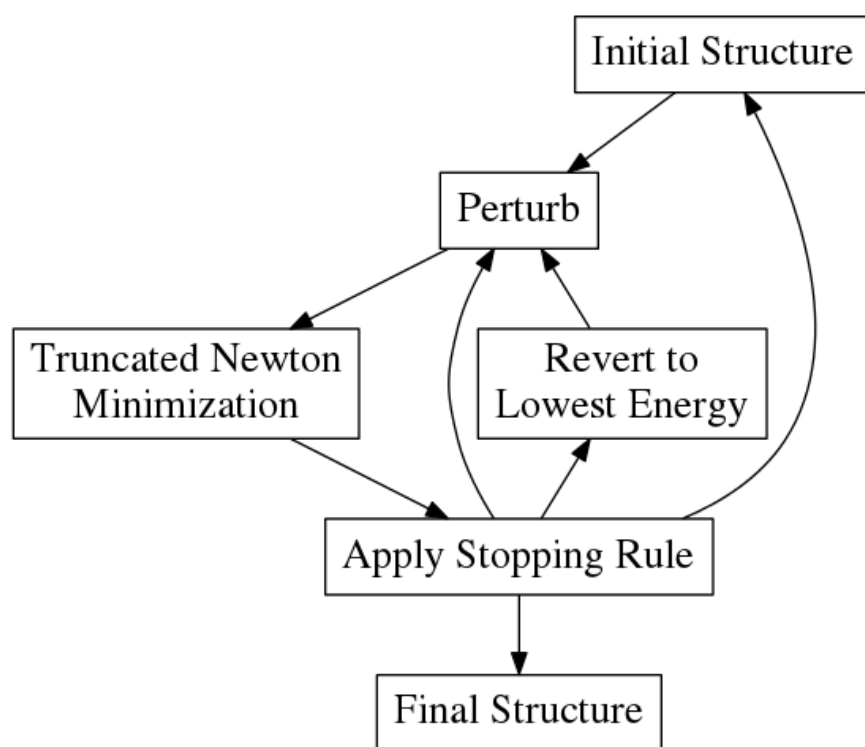 Initial Structure
Perturb
Truncated Newton
Minimization
Revert to
Lowest Energy
Apply Stopping Rule
Final Structure